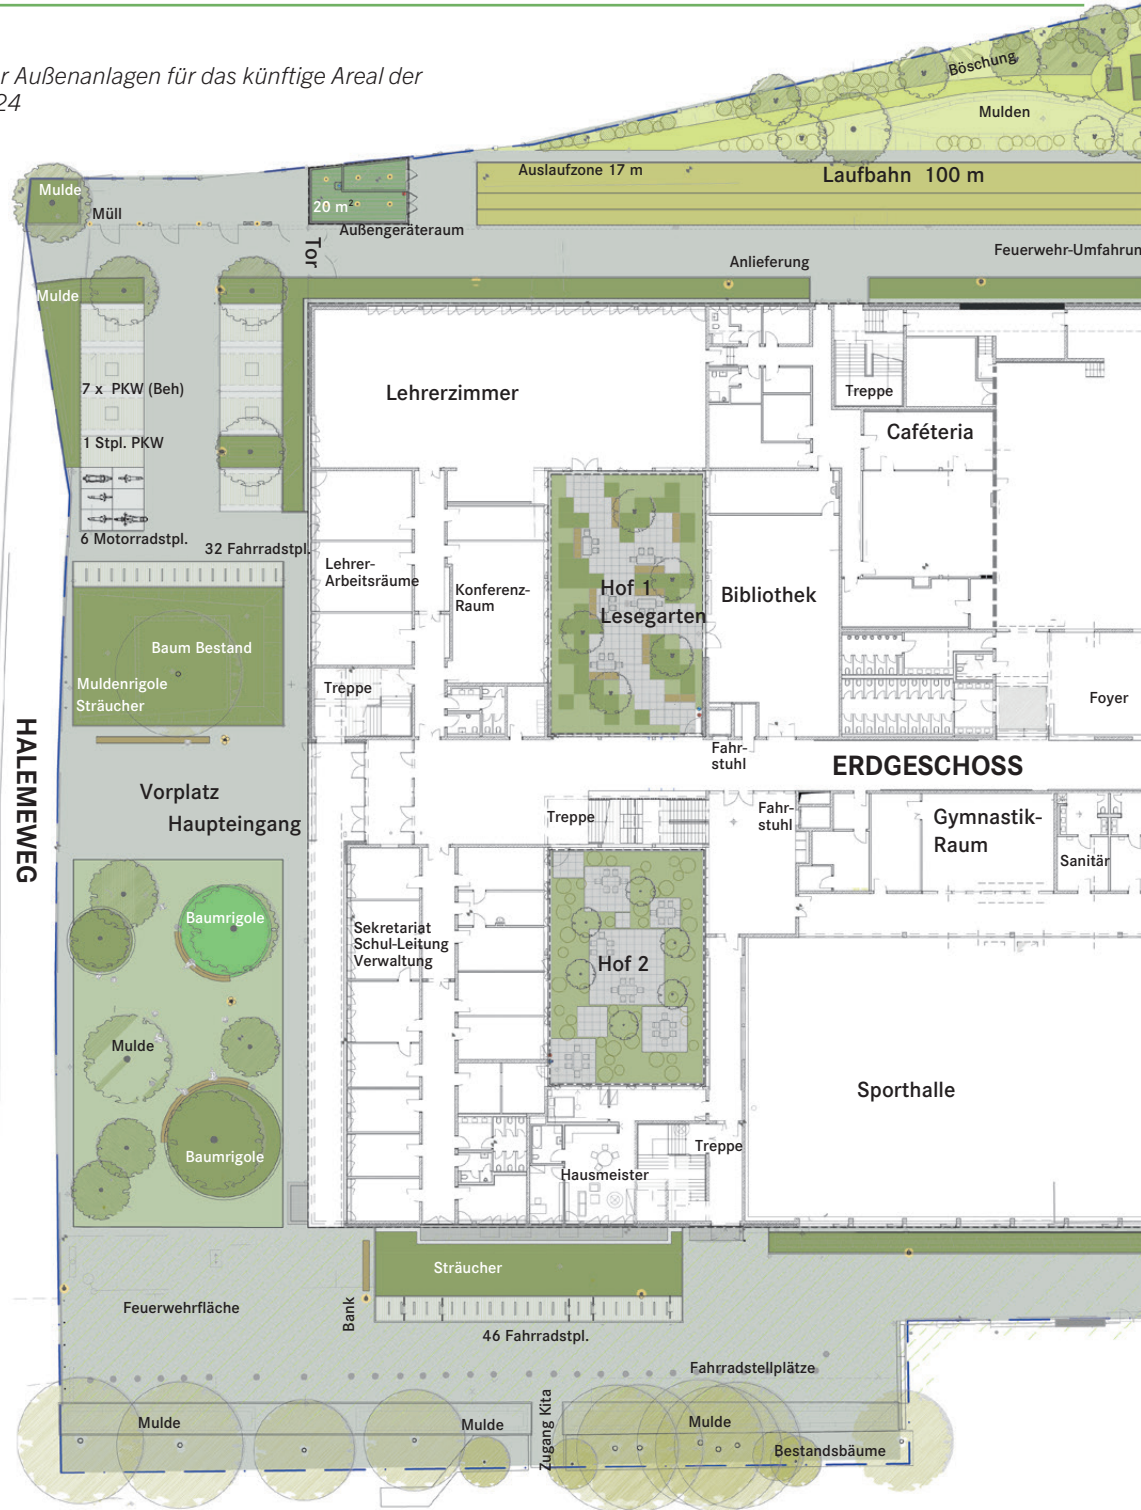 r Außenanlagen für das künftige Areal der
24
Böschung
Mulden
Auslaufzone 17 m
Laufbahn 100 m
Mulde
Müll
20 m²
Außengeräteraum
Tor
Anlieferung
Feuerwehr-Umfahrun
Mulde
7 x PKW (Beh)
1 Stpl. PKW
6 Motorradstpl.
32 Fahrradstpl.
Lehrerzimmer
Treppe
Caféteria
Lehrer-
Arbeitsräume
Konferenz-
Raum
Hof 1
Lesegarten
Bibliothek
Baum Bestand
Muldenrigole
Sträucher
Treppe
Foyer
Fahr-
stuhl
ERDGESCHOSS
HALEMEWEG
Vorplatz
Haupteingang
Treppe
Fahr-
stuhl
Gymnastik-
Raum
Sanitär
Baumrigole
Sekretariat
Schul-Leitung
Verwaltung
Hof 2
Mulde
Sporthalle
Baumrigole
Treppe
Hausmeister
Sträucher
Feuerwehrfläche
Bank
46 Fahrradstpl.
Fahrradstellplätze
Mulde
Mulde
Zugang Kita
Mulde
Bestandsbäume